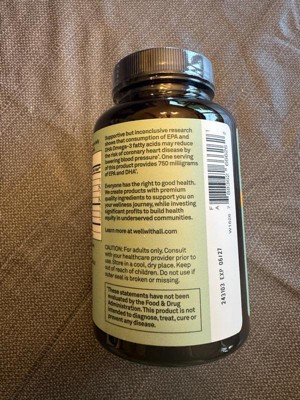 Supportive but inconclusive research
shows that consumption of EPA and
DHA Omega-3 fatty acids may reduce
the risk of coronary heart disease by
lowering blood pressure*. One serving
of this product provides 750 milligrams
of EPA and DHA*.
Everyone has the right to good health.
We create products with premium
quality ingredients to support you on
your wellness journey, while investing
significant profits to build health
equity in underserved communities.
Learn more at wellwithall.com
CAUTION: For adults only. Consult
with your healthcare provider prior to
use. Store in a cool, dry place. Keep
out of reach of children. Do not use if
seal is broken or missing.
*These statements have not been
evaluated by the Food & Drug
Administration. This product is not
intended to diagnose, treat, cure or
prevent any disease.
241103 EXP 06/27